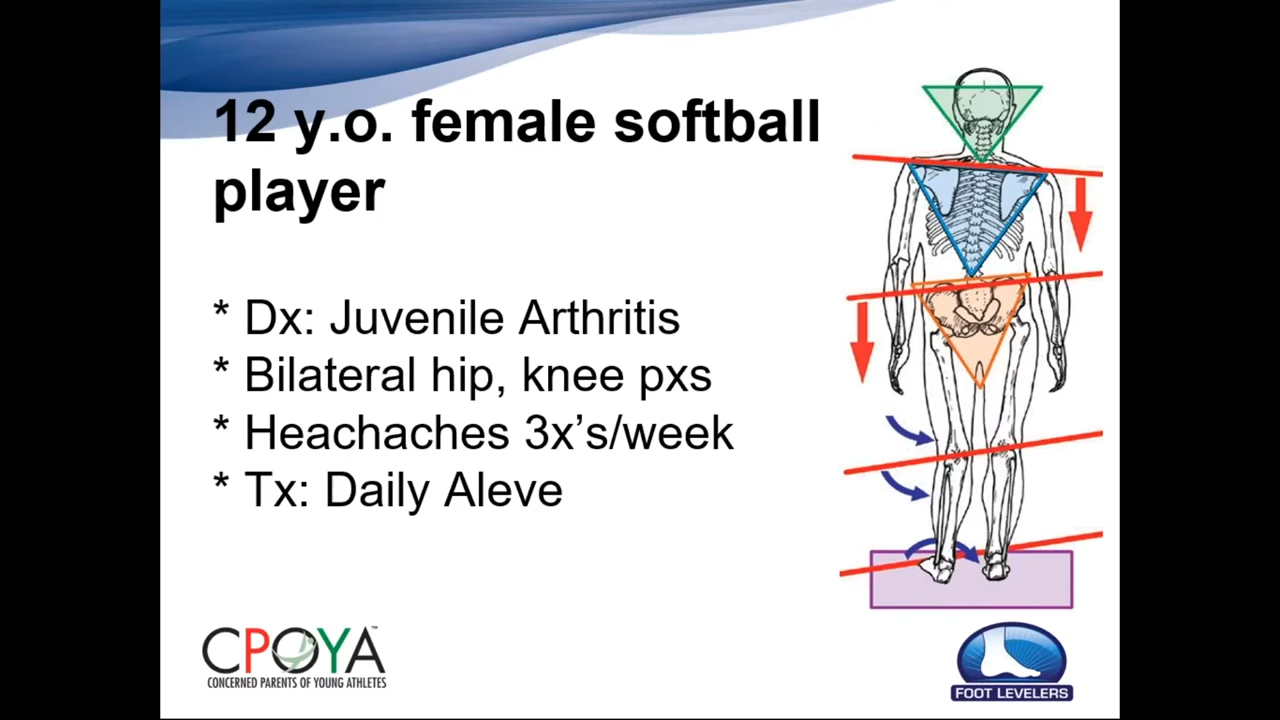 12 y.o. female softball
player
* Dx: Juvenile Arthritis
* Bilateral hip, knee pxs
* Heachaches 3x’s/week
* Tx: Daily Aleve
CPOYA™
CONCERNED PARENTS OF YOUNG ATHLETES
FOOT LEVELERS